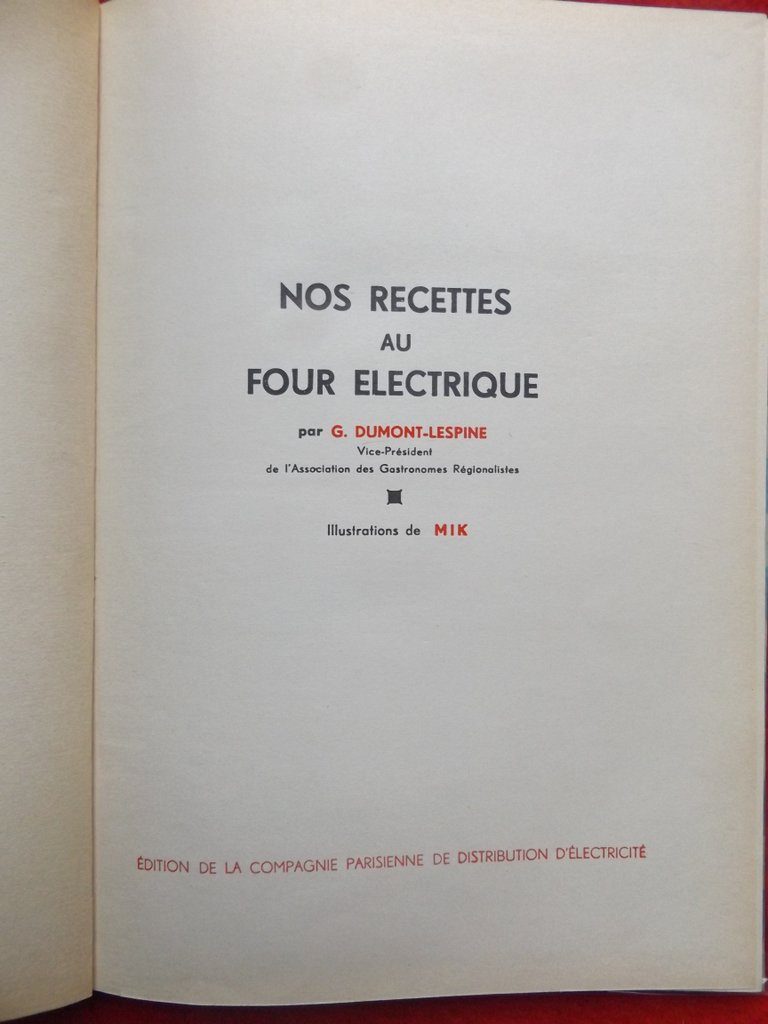 NOS RECETTES
AU
FOUR ELECTRIQUE
par G. DUMONT-LESPINE
Vice-Président
de l'Association des Gastronomes Régionalistes
Illustrations de MIK
ÉDITION DE LA COMPAGNIE PARISIENNE DE DISTRIBUTION D'ÉLECTRICITÉ